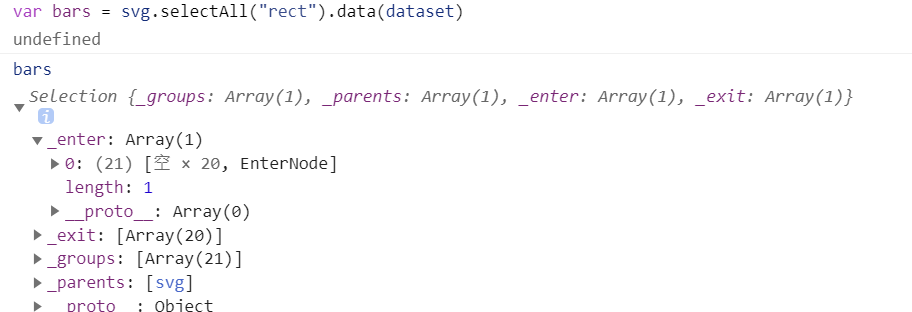 var bars = svg.selectAll("rect").data(dataset)
undefined
bars
Selection {_groups: Array(1), _parents: Array(1), _enter: Array(1), _exit: Array(1)}
i
_enter: Array(1)
0: (21) [空 × 20, EnterNode]
length: 1
__proto__: Array(0)
_exit: [Array(20)]
_groups: [Array(21)]
_parents: [svg]
__proto__: Object